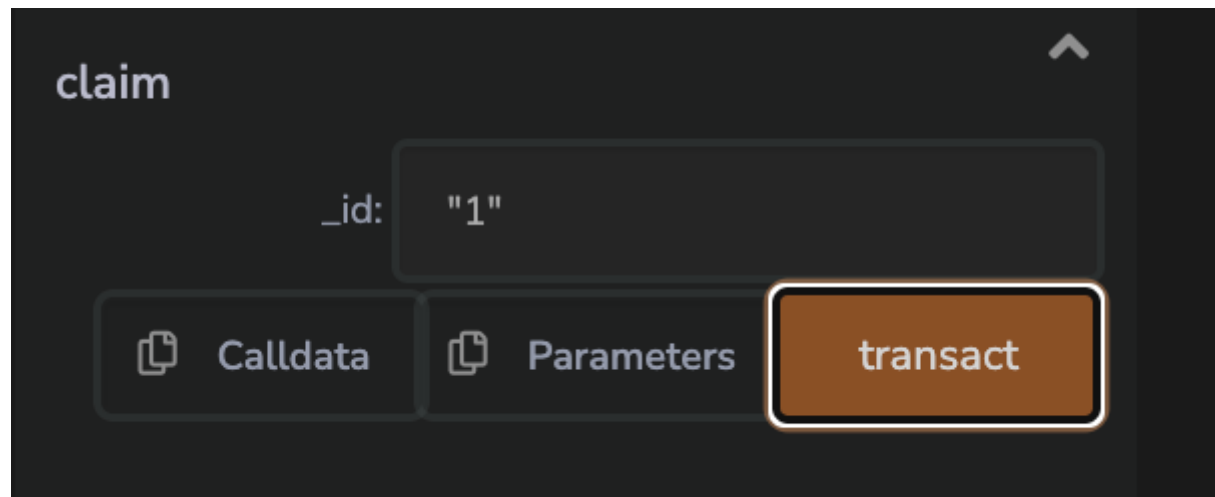 claim
_id: "1"
Calldata Parameters transact